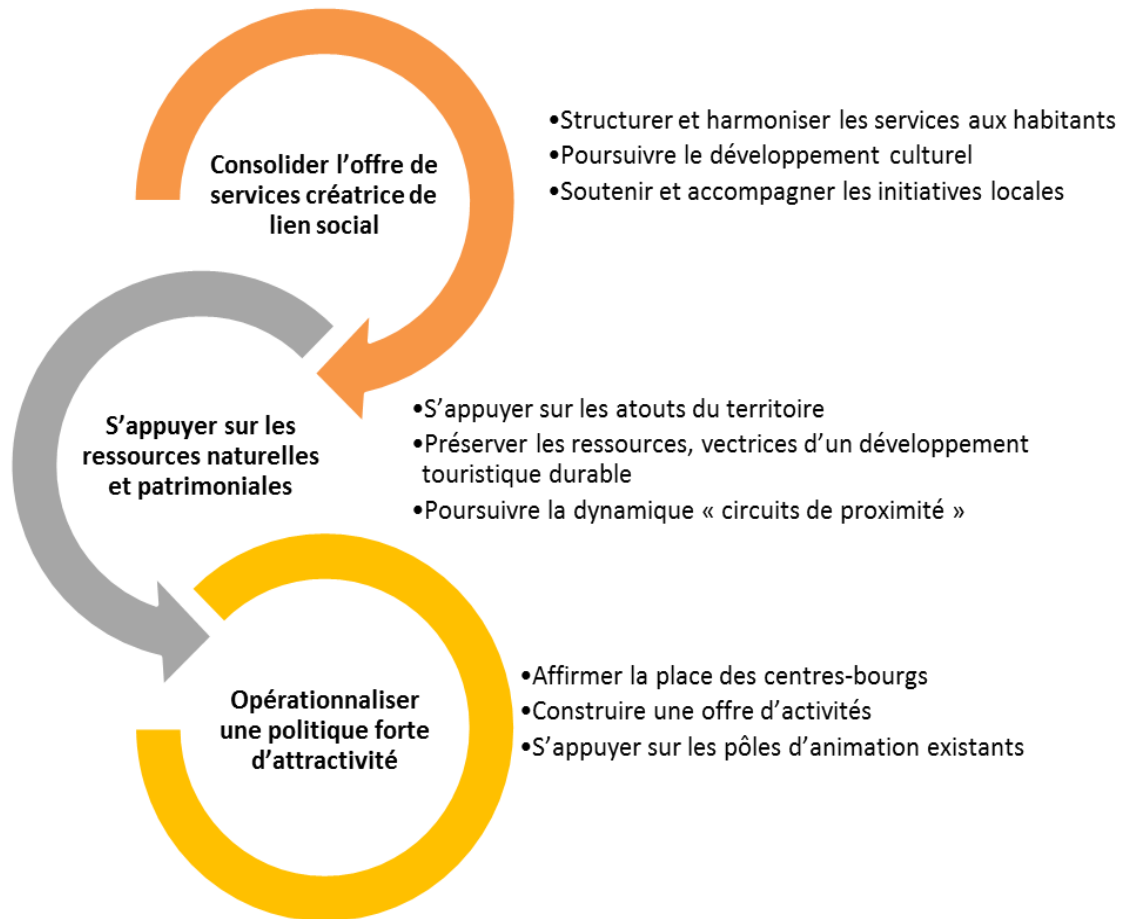 Consolider l'offre de
services créatrice de
lien social
•Structurer et harmoniser les services aux habitants
•Poursuivre le développement culturel
•Soutenir et accompagner les initiatives locales
S'appuyer sur les
ressources naturelles
et patrimoniales
•S'appuyer sur les atouts du territoire
•Préserver les ressources, vectrices d'un développement
touristique durable
•Poursuivre la dynamique « circuits de proximité »
Opérationnaliser
une politique forte
d'attractivité
•Affirmer la place des centres-bourgs
•Construire une offre d'activités
•S'appuyer sur les pôles d'animation existants